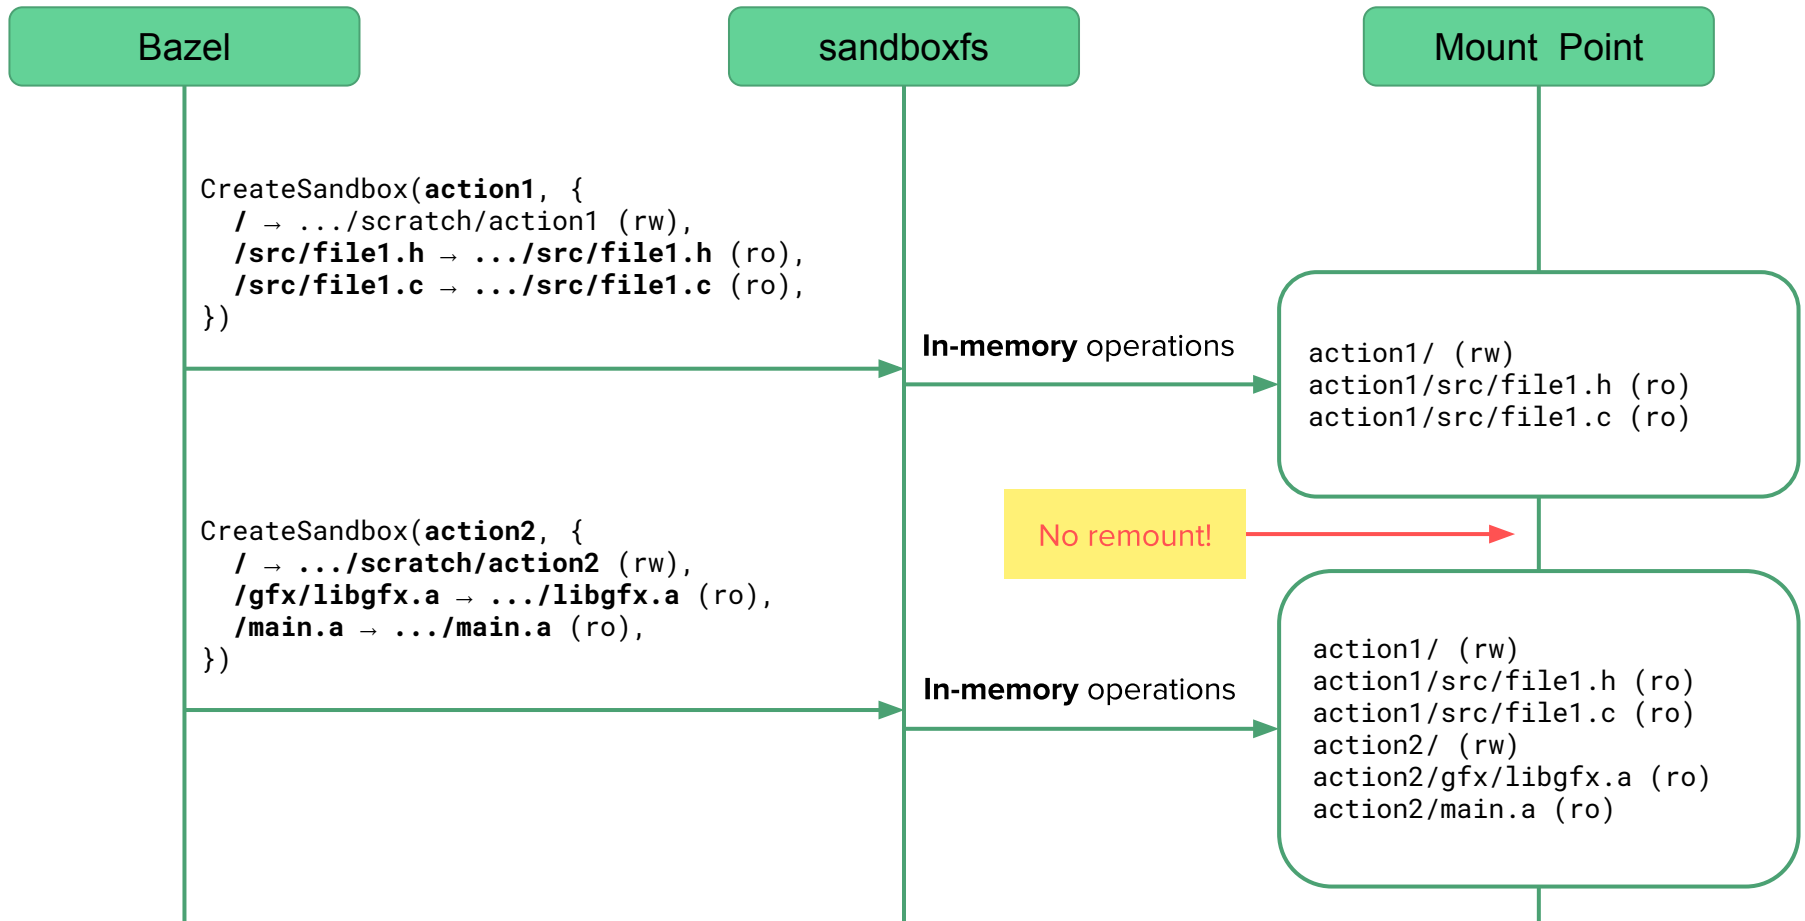 Bazel
sandboxfs
Mount Point
CreateSandbox(action1, {
/ → .../scratch/action1 (rw),
/src/file1.h → .../src/file1.h (ro),
/src/file1.c → .../src/file1.c (ro),
})
In-memory operations
action1/ (rw)
action1/src/file1.h (ro)
action1/src/file1.c (ro)
No remount!
CreateSandbox(action2, {
/ → .../scratch/action2 (rw),
/gfx/libgfx.a → .../libgfx.a (ro),
/main.a → .../main.a (ro),
})
In-memory operations
action1/ (rw)
action1/src/file1.h (ro)
action1/src/file1.c (ro)
action2/ (rw)
action2/gfx/libgfx.a (ro)
action2/main.a (ro)